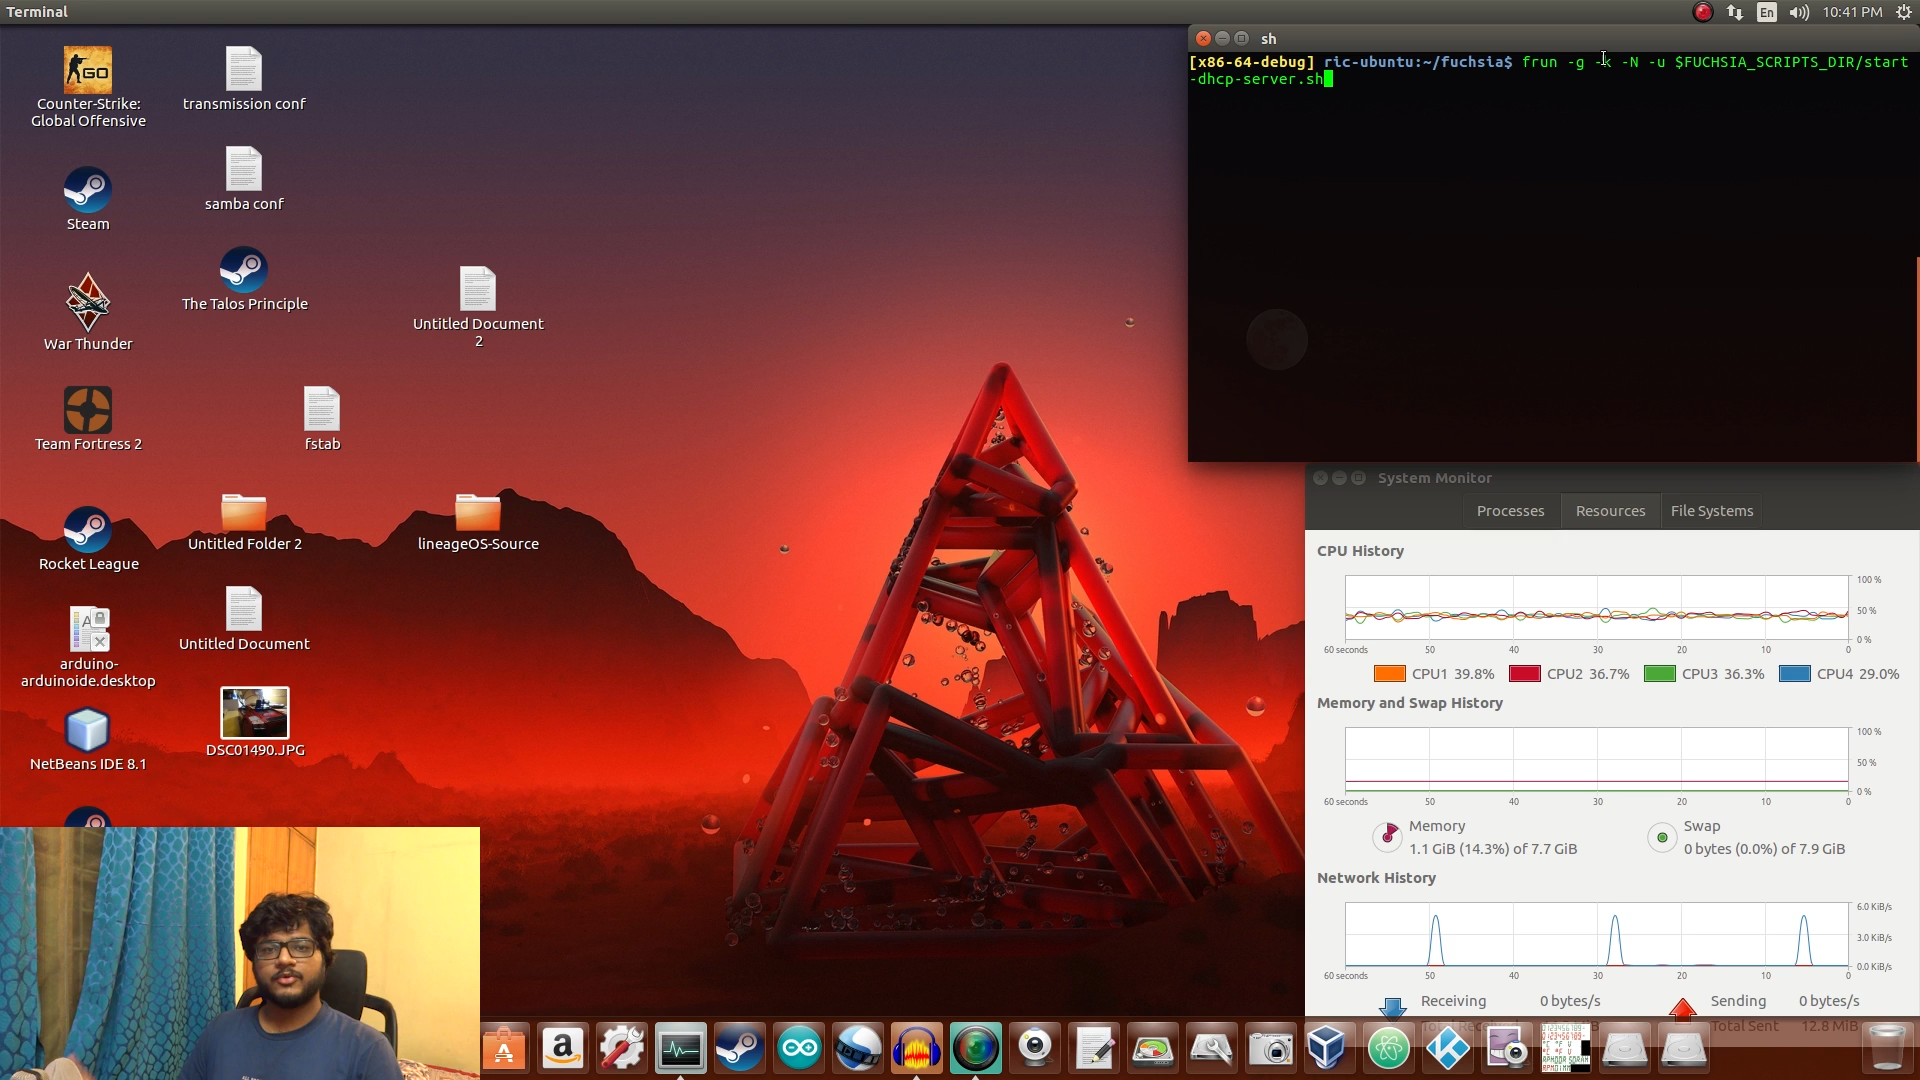 Terminal
En
10:41 PM
GO
Counter-Strike:
Global Offensive
transmission conf
Steam
samba conf
War Thunder
The Talos Principle
Untitled Document
2
Team Fortress 2
fstab
Rocket League
Untitled Folder 2
lineageOS-Source
arduino-
arduinoide.desktop
Untitled Document
NetBeans IDE 8.1
DSC01490.JPG
sh
[x86-64-debug] ric-ubuntu:~/fuchsia$ frun -g -k -N -u $FUCHSIA_SCRIPTS_DIR/start
-dhcp-server.sh
System Monitor
Processes
Resources
File Systems
CPU History
100 %
50 %
0 %
60 seconds 50 40 30 20 10 0
CPU1 39.8% CPU2 36.7% CPU3 36.3% CPU4 29.0%
Memory and Swap History
100 %
50 %
0 %
60 seconds 50 40 30 20 10 0
Memory
1.1 GiB (14.3%) of 7.7 GiB
Swap
0 bytes (0.0%) of 7.9 GiB
Network History
6.0 KiB/s
3.0 KiB/s
0.0 KiB/s
60 seconds 50 40 30 20 10 0
Receiving 0 bytes/s
Sending 0 bytes/s
Total Sent 12.8 MiB